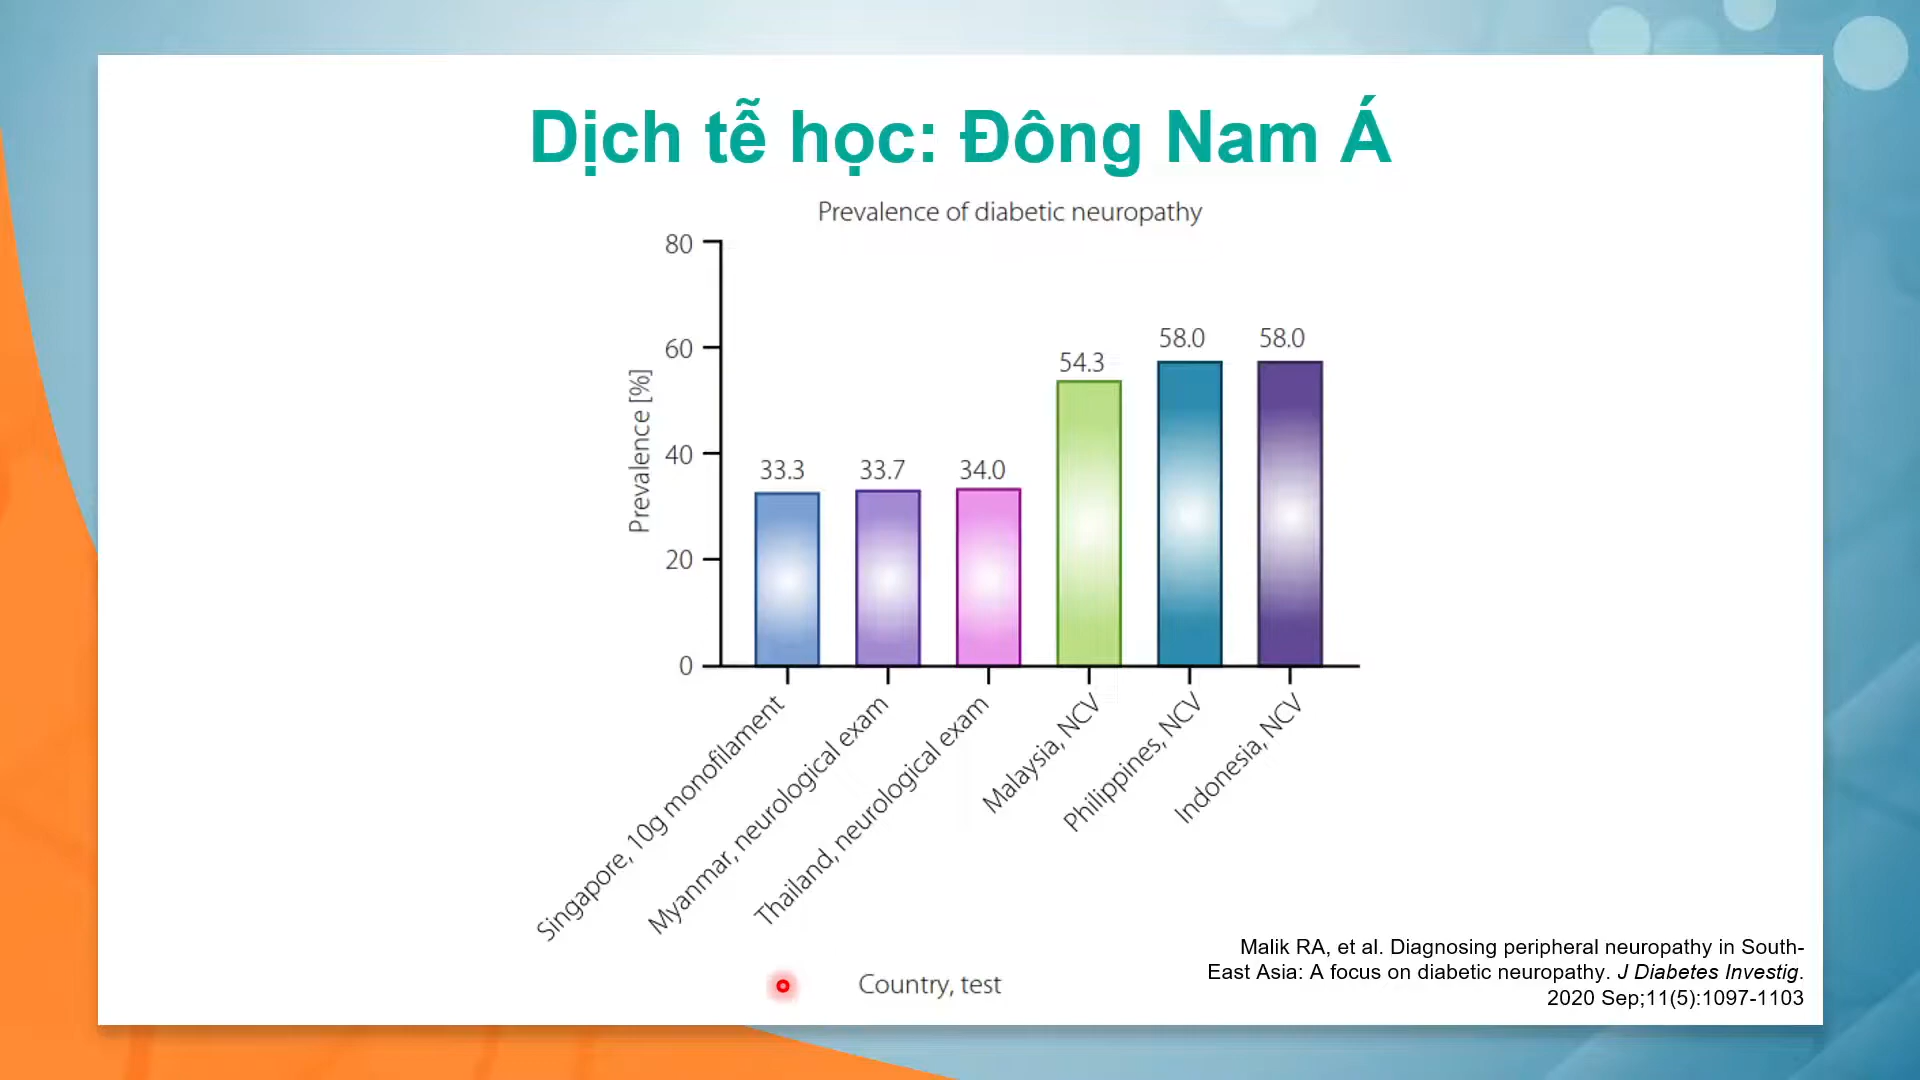 Dịch tễ học: Đông Nam Á
Prevalence of diabetic neuropathy
Prevalence [%]
80
60
40
20
0
33.3
33.7
34.0
54.3
58.0
58.0
Singapore, 10g monofilament
Myanmar, neurological exam
Thailand, neurological exam
Malaysia, NCV
Philippines, NCV
Indonesia, NCV
Country, test
Malik RA, et al. Diagnosing peripheral neuropathy in South-
East Asia: A focus on diabetic neuropathy. J Diabetes Investig.
2020 Sep;11(5):1097-1103